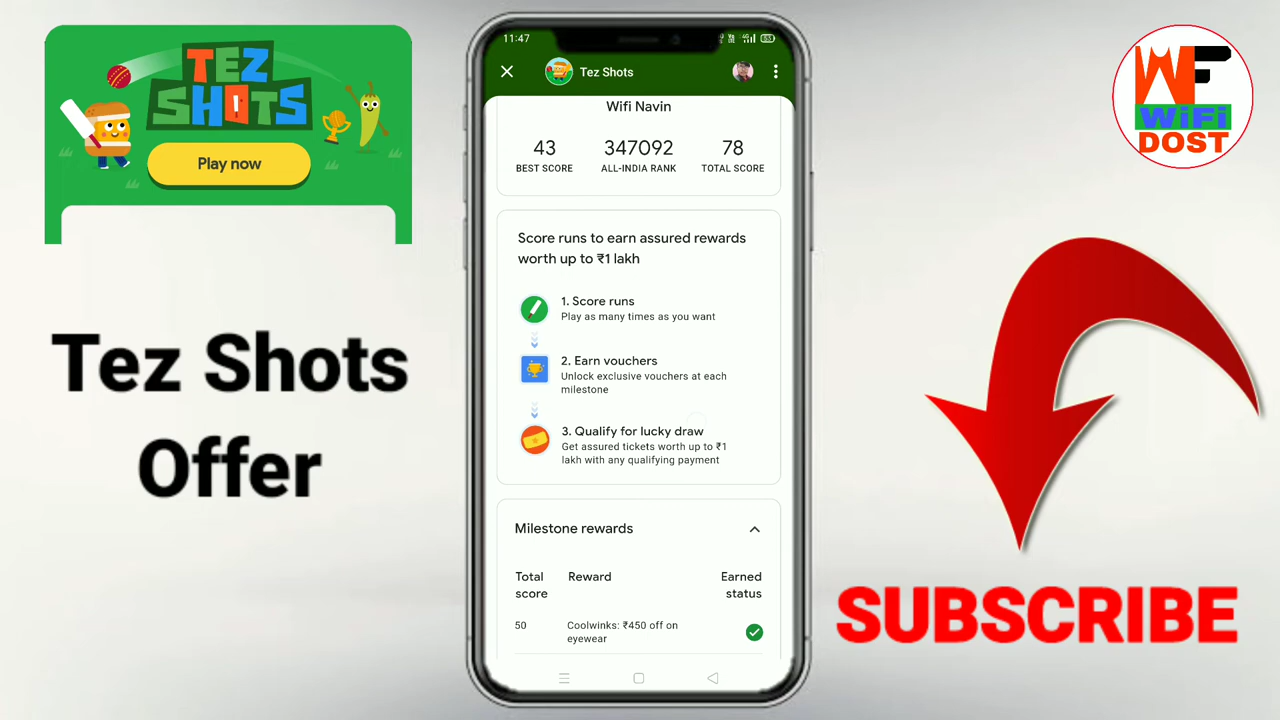 TEZ
SHOTS
Play now
Tez Shots
Offer
11:47
Tez Shots
Wifi Navin
43 347092 78
BEST SCORE ALL-INDIA RANK TOTAL SCORE
Score runs to earn assured rewards
worth up to ₹1 lakh
1. Score runs
Play as many times as you want
2. Earn vouchers
Unlock exclusive vouchers at each
milestone
3. Qualify for lucky draw
Get assured tickets worth up to ₹1
lakh with any qualifying payment
Milestone rewards
Total Reward Earned
score status
50 Coolwinks: ₹450 off on
eyewear
WF
WiFi
DOST
SUBSCRIBE